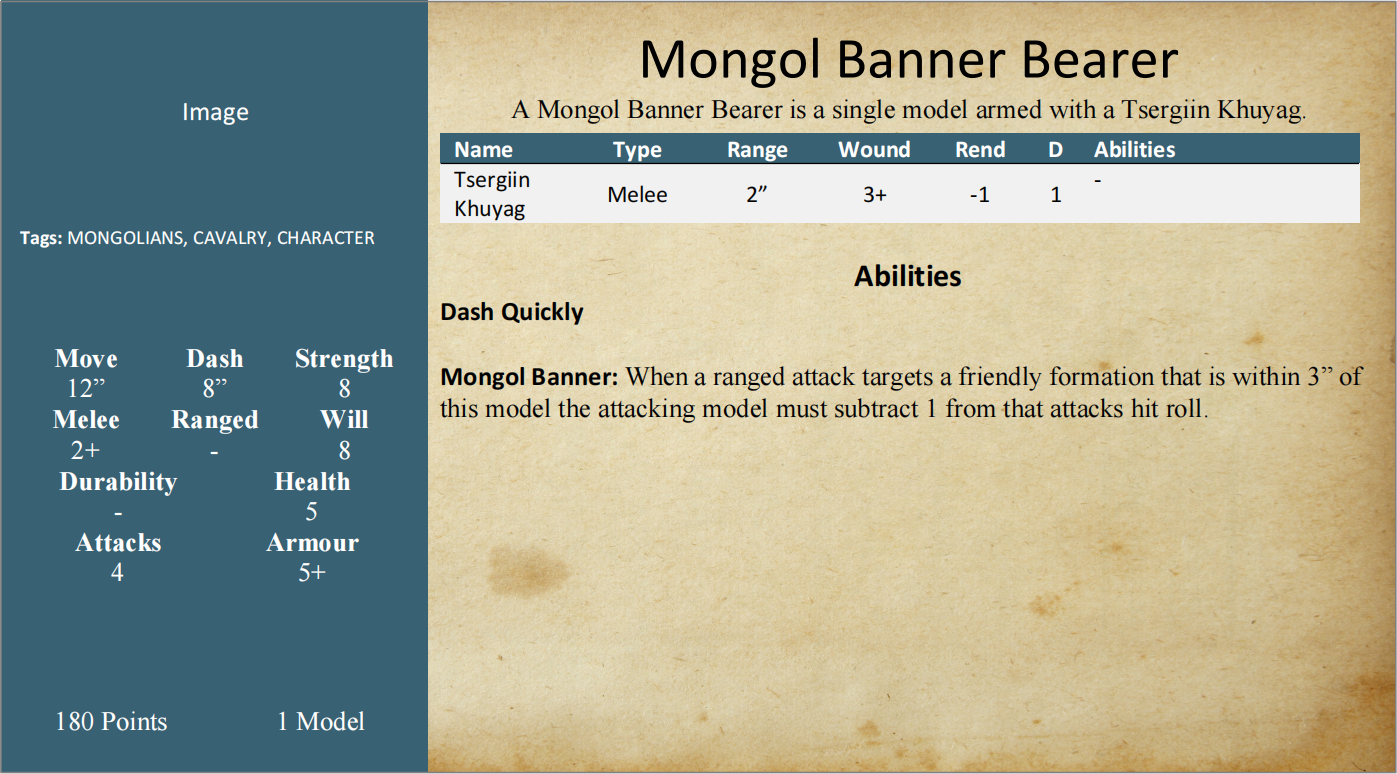 Image
Tags: MONGOLIANS, CAVALRY, CHARACTER
Move Dash Strength
12” 8” 8
Melee Ranged Will
2+ - 8
Durability Health
- 5
Attacks Armour
4 5+
180 Points 1 Model
Mongol Banner Bearer
A Mongol Banner Bearer is a single model armed with a Tsergiin Khuyag.
Name Type Range Wound Rend D Abilities
Tsergiin
Khuyag Melee 2” 3+ -1 1 -
Abilities
Dash Quickly
Mongol Banner: When a ranged attack targets a friendly formation that is within 3” of
this model the attacking model must subtract 1 from that attacks hit roll.